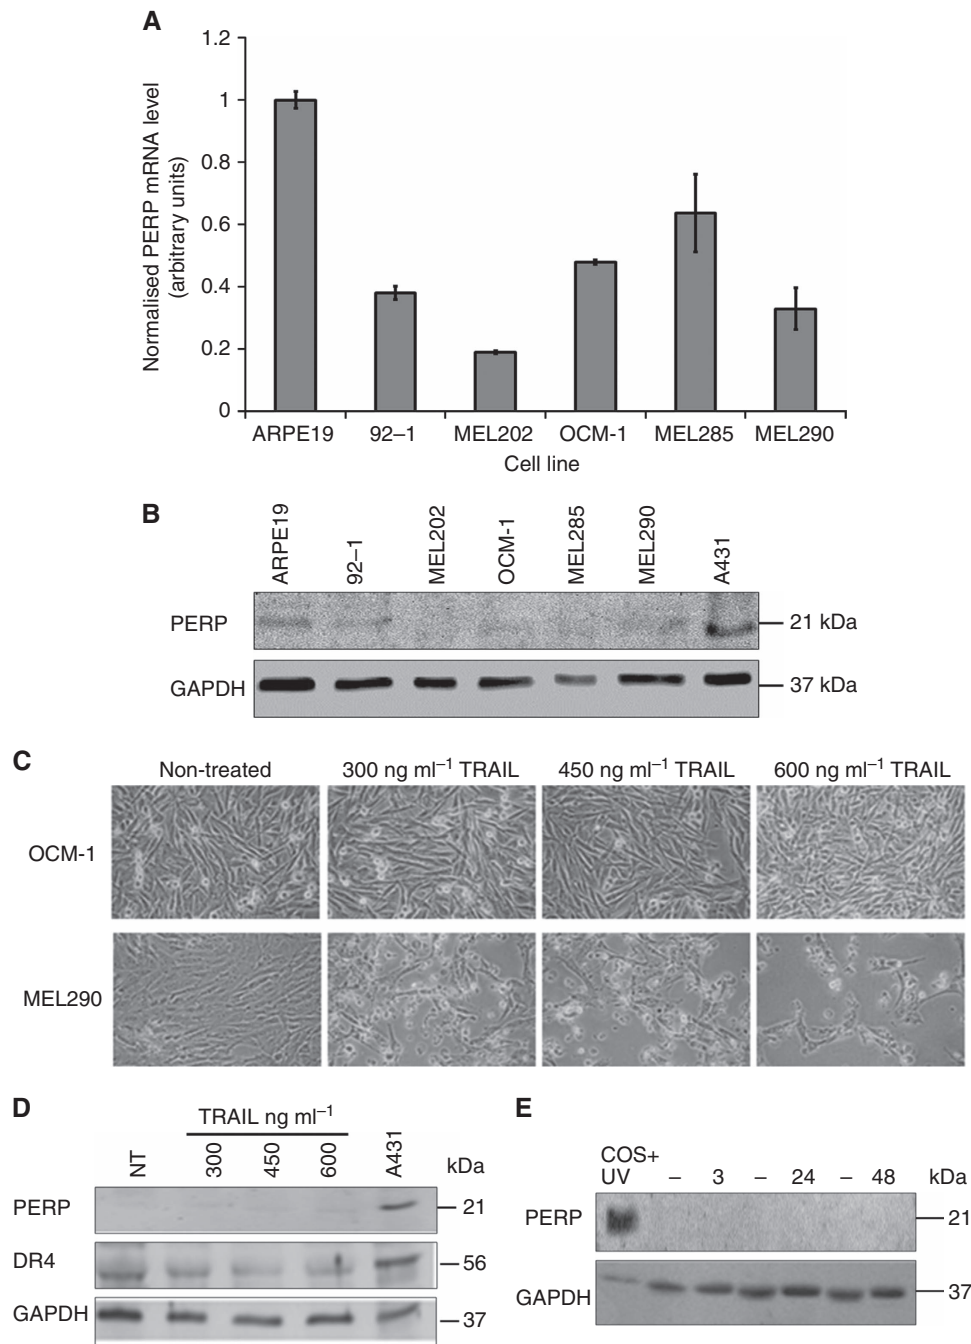 A
Normalised PERP mRNA level
(arbitrary units)
1.2
1
0.8
0.6
0.4
0.2
0
ARPE19 92–1 MEL202 OCM-1 MEL285 MEL290
Cell line
B
ARPE19 92–1 MEL202 OCM-1 MEL285 MEL290 A431
PERP 21 kDa
GAPDH 37 kDa
C
Non-treated 300 ng ml⁻¹ TRAIL 450 ng ml⁻¹ TRAIL 600 ng ml⁻¹ TRAIL
OCM-1
MEL290
D
TRAIL ng ml⁻¹
NT 300 450 600 A431 kDa
PERP 21
DR4 56
GAPDH 37
E
COS+
UV – 3 – 24 – 48 kDa
PERP 21
GAPDH 37